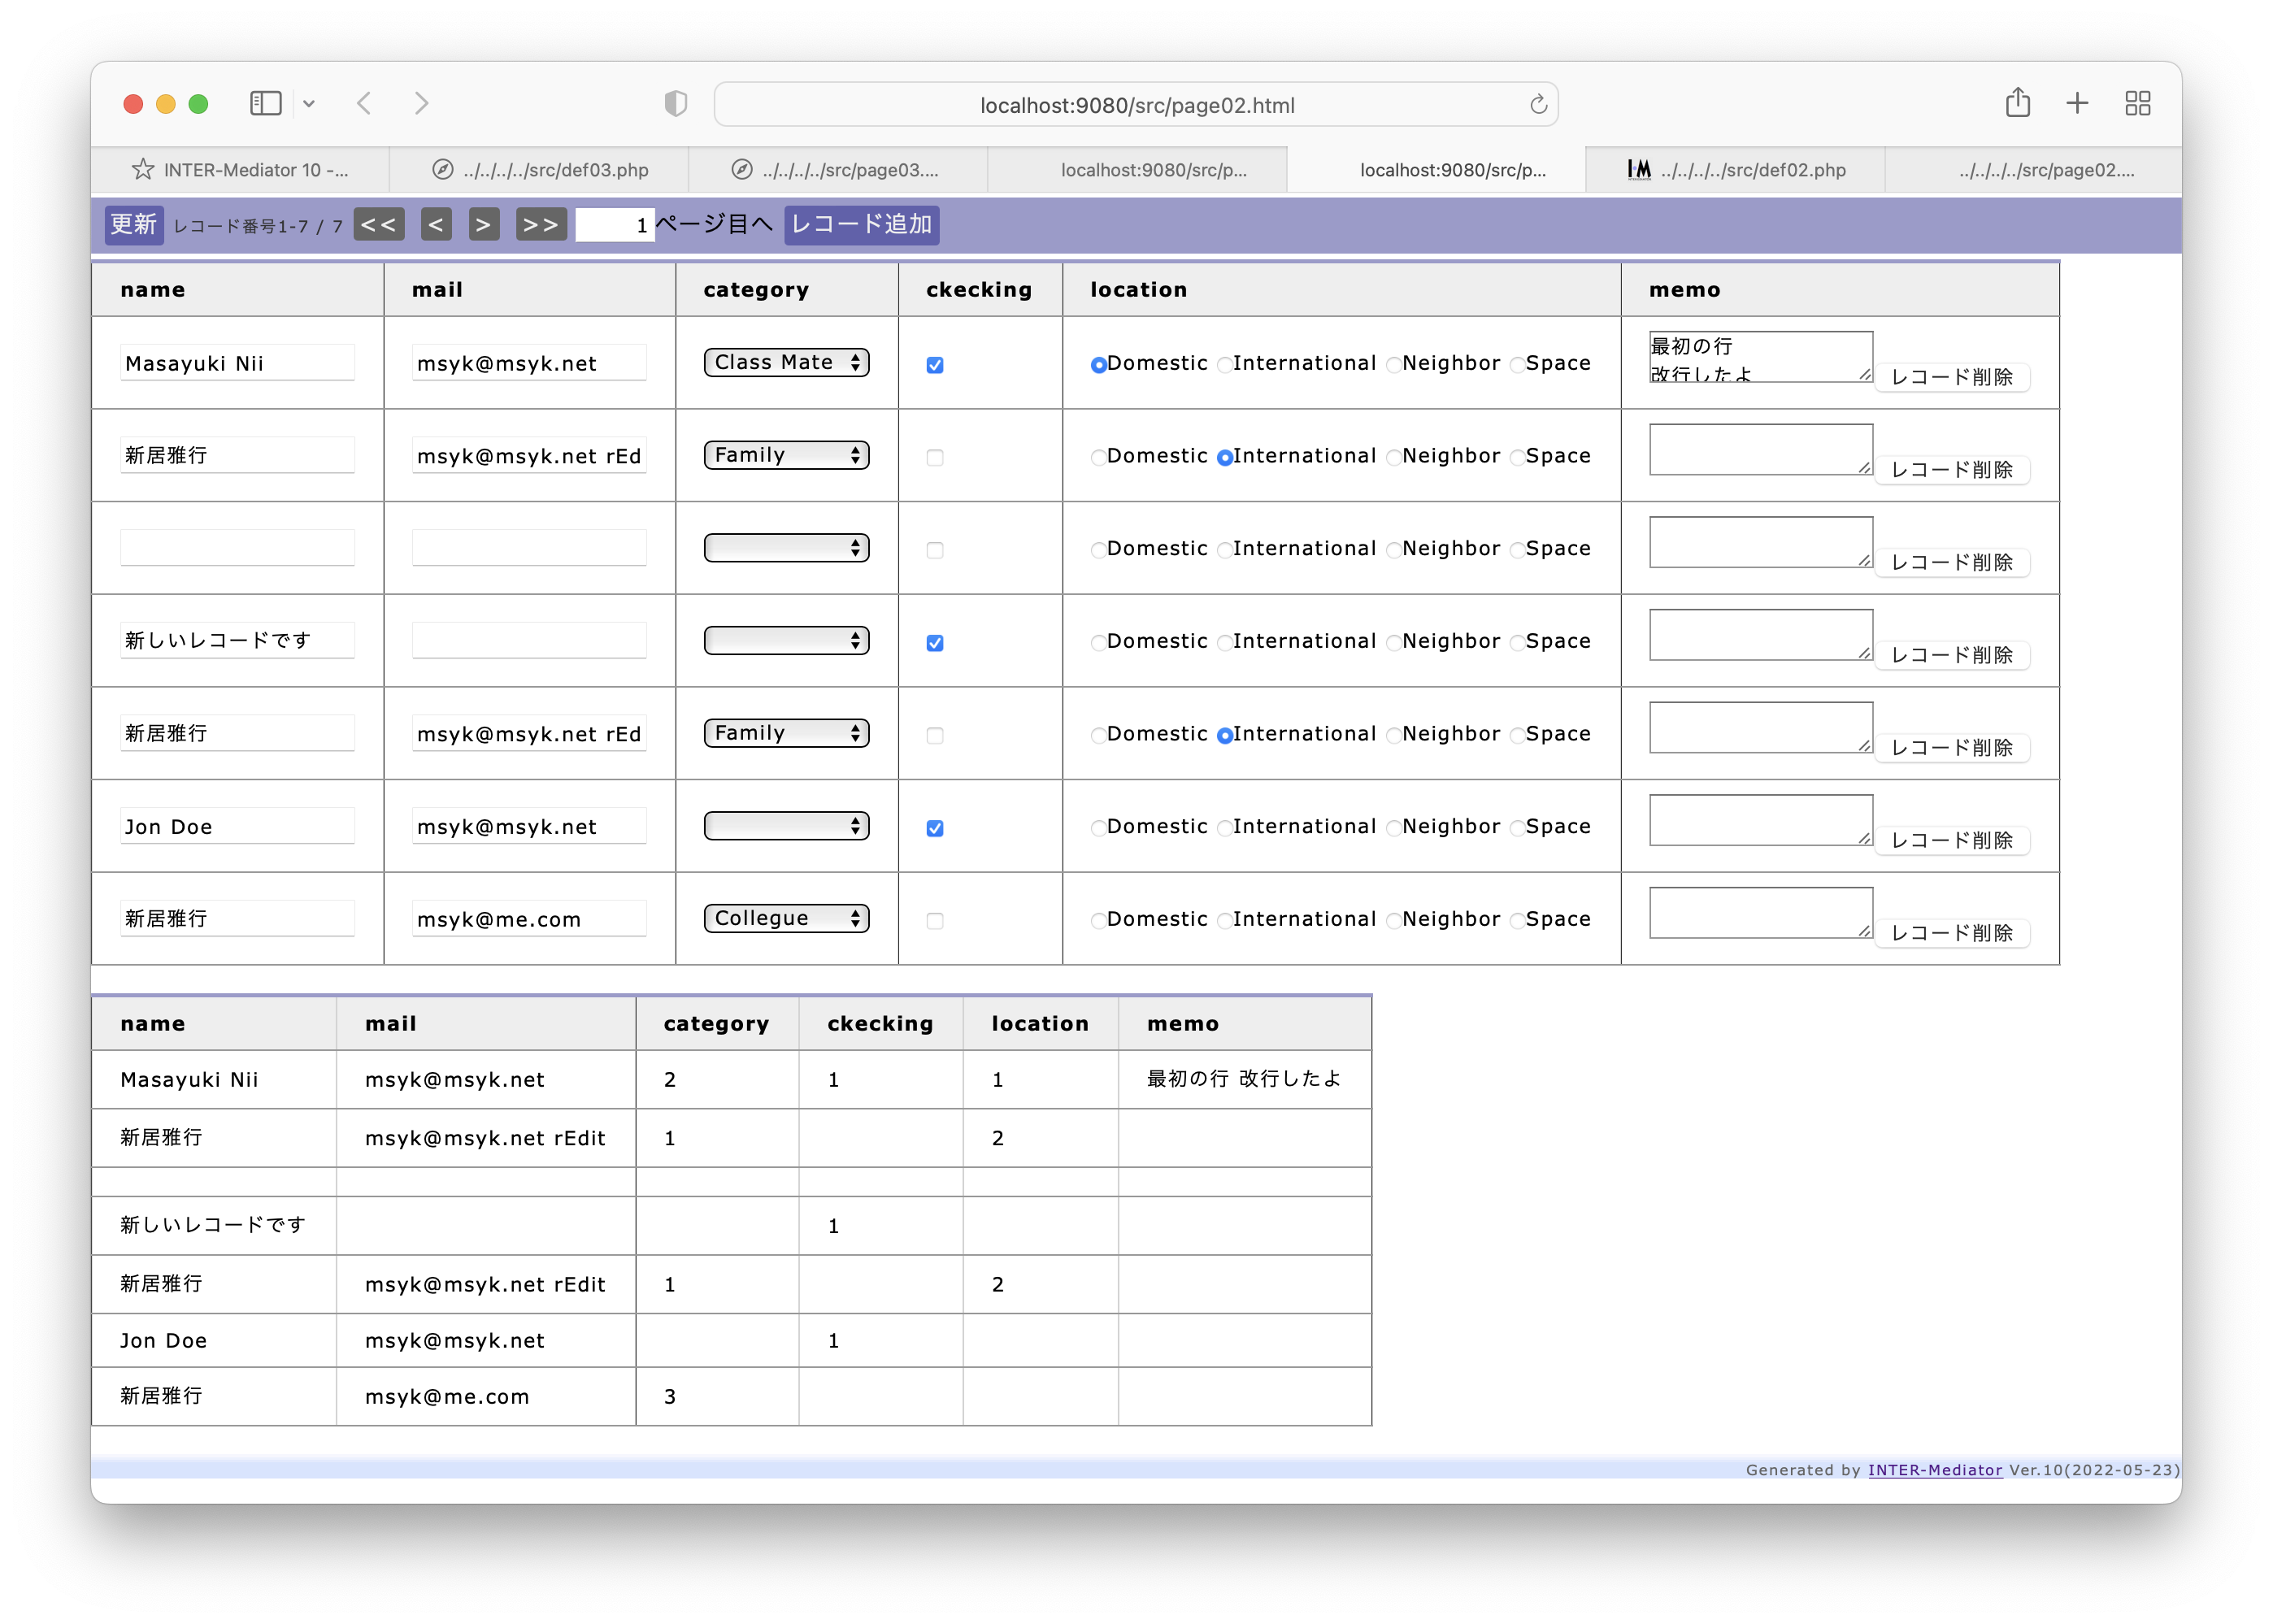 localhost:9080/src/page02.html
INTER-Mediator 10 -... ../../../../src/def03.php ../../../../src/page03.... localhost:9080/src/p... localhost:9080/src/p... I•M ../../../../src/def02.php ../../../../src/page02....
更新 レコード番号1-7 / 7 << < > >> 1 ページ目へ レコード追加
name mail category ckecking location memo
Masayuki Nii msyk@msyk.net Class Mate Domestic International Neighbor Space 最初の行
改行したよ レコード削除
新居雅行 msyk@msyk.net rEd Family Domestic International Neighbor Space レコード削除
Domestic International Neighbor Space レコード削除
新しいレコードです Domestic International Neighbor Space レコード削除
新居雅行 msyk@msyk.net rEd Family Domestic International Neighbor Space レコード削除
Jon Doe msyk@msyk.net Domestic International Neighbor Space レコード削除
新居雅行 msyk@me.com Collegue Domestic International Neighbor Space レコード削除
name mail category ckecking location memo
Masayuki Nii msyk@msyk.net 2 1 1 最初の行 改行したよ
新居雅行 msyk@msyk.net rEdit 1 2
新しいレコードです 1
新居雅行 msyk@msyk.net rEdit 1 2
Jon Doe msyk@msyk.net 1
新居雅行 msyk@me.com 3
Generated by INTER-Mediator Ver.10(2022-05-23)